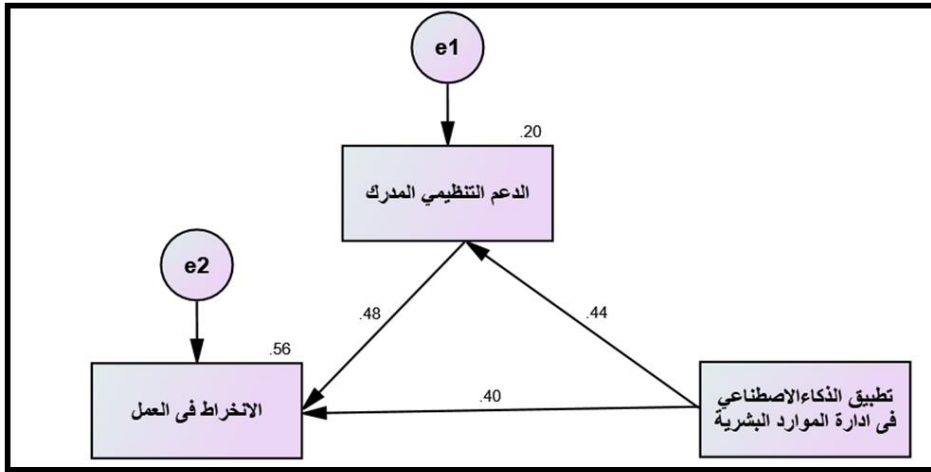 e1
.20
الدعم التنظيمي المدرك
e2
.48
.44
.56
الانخراط فى العمل
.40
تطبيق الذكاءالاصطناعي
فى ادارة الموارد البشرية